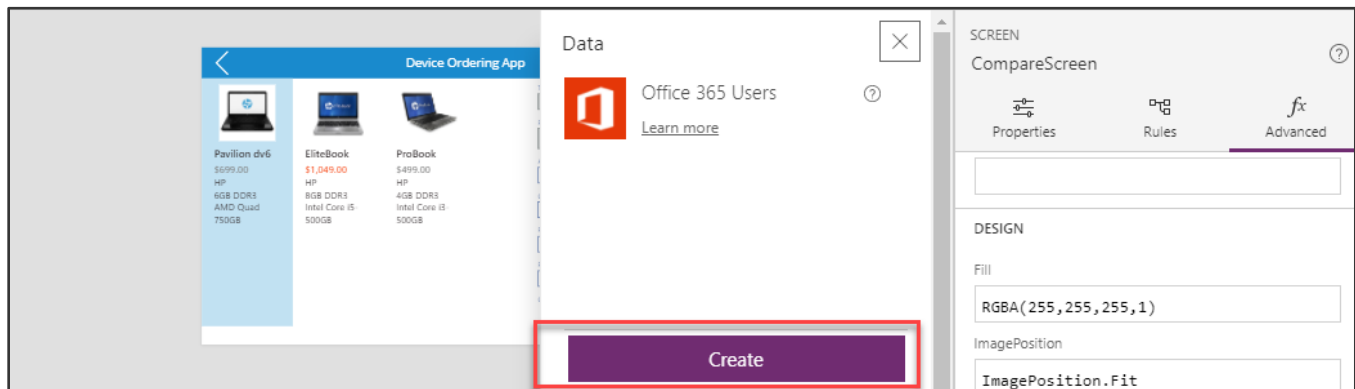 Device Ordering App
Pavilion dv6
$699.00
HP
6GB DDR3
AMD Quad
750GB
EliteBook
$1,049.00
HP
8GB DDR3
Intel Core i5-
500GB
ProBook
$499.00
HP
4GB DDR3
Intel Core i3-
500GB
Data
Office 365 Users
Learn more
Create
SCREEN
CompareScreen
Properties
Rules
fx
Advanced
DESIGN
Fill
RGBA(255,255,255,1)
ImagePosition
ImagePosition.Fit